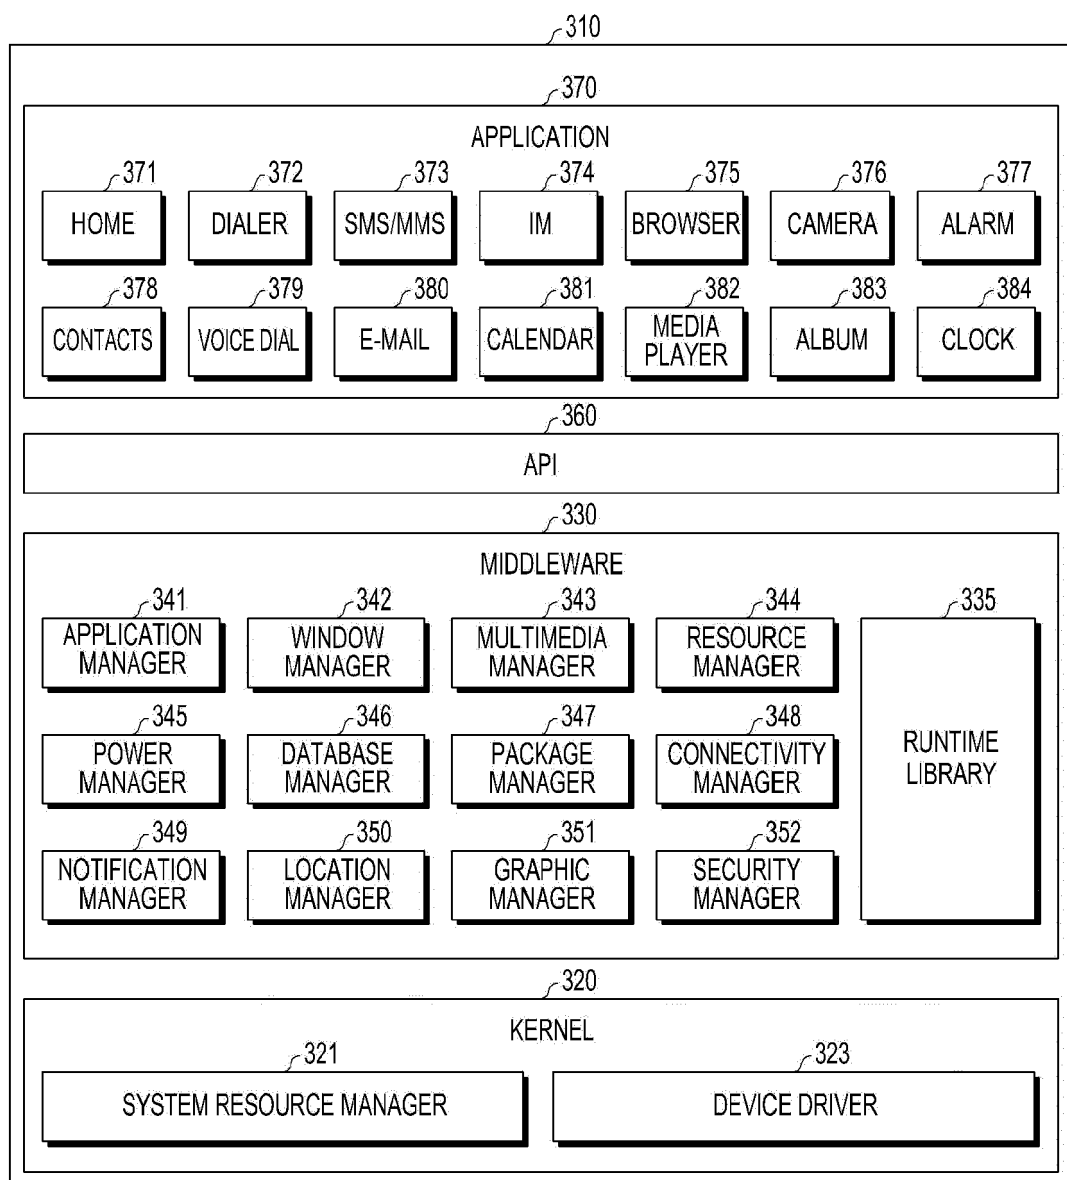 310
370
APPLICATION
371 372 373 374 375 376 377
HOME DIALER SMS/MMS IM BROWSER CAMERA ALARM
378 379 380 381 382 383 384
CONTACTS VOICE DIAL E-MAIL CALENDAR MEDIA PLAYER ALBUM CLOCK
360
API
330
MIDDLEWARE
341 342 343 344 335
APPLICATION MANAGER WINDOW MANAGER MULTIMEDIA MANAGER RESOURCE MANAGER
345 346 347 348
POWER MANAGER DATABASE MANAGER PACKAGE MANAGER CONNECTIVITY MANAGER RUNTIME LIBRARY
349 350 351 352
NOTIFICATION MANAGER LOCATION MANAGER GRAPHIC MANAGER SECURITY MANAGER
320
KERNEL
321 323
SYSTEM RESOURCE MANAGER DEVICE DRIVER